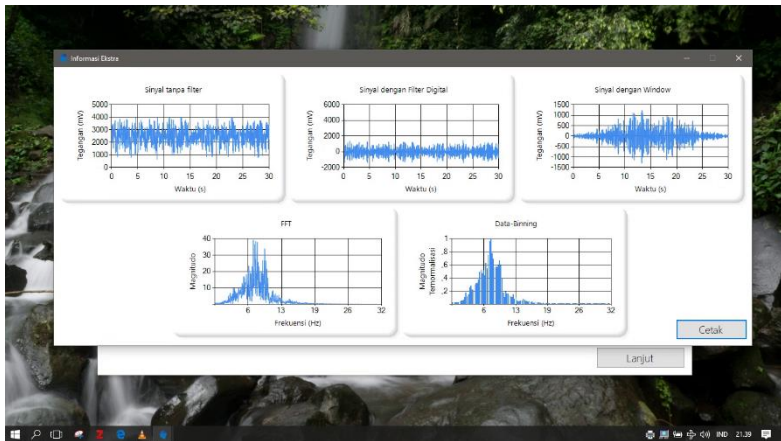 Informasi Ekstra
Sinyal tanpa filter
Tegangan (mV)
5000
4000
3000
2000
1000
0
0 5 10 15 20 25 30
Waktu (s)
Sinyal dengan Filter Digital
Tegangan (mV)
6000
4000
2000
0
-2000
0 5 10 15 20 25 30
Waktu (s)
Sinyal dengan Window
Tegangan (mV)
1500
1000
500
0
-500
-1000
-1500
0 5 10 15 20 25 30
Waktu (s)
FFT
Magnitudo
40
30
20
10
6 13 19 26 32
Frekuensi (Hz)
Data-Binning
Magnitudo
Ternormalisasi
1
.8
.6
.4
.2
6 13 19 26 32
Frekuensi (Hz)
Cetak
Lanjut
IND 21.39